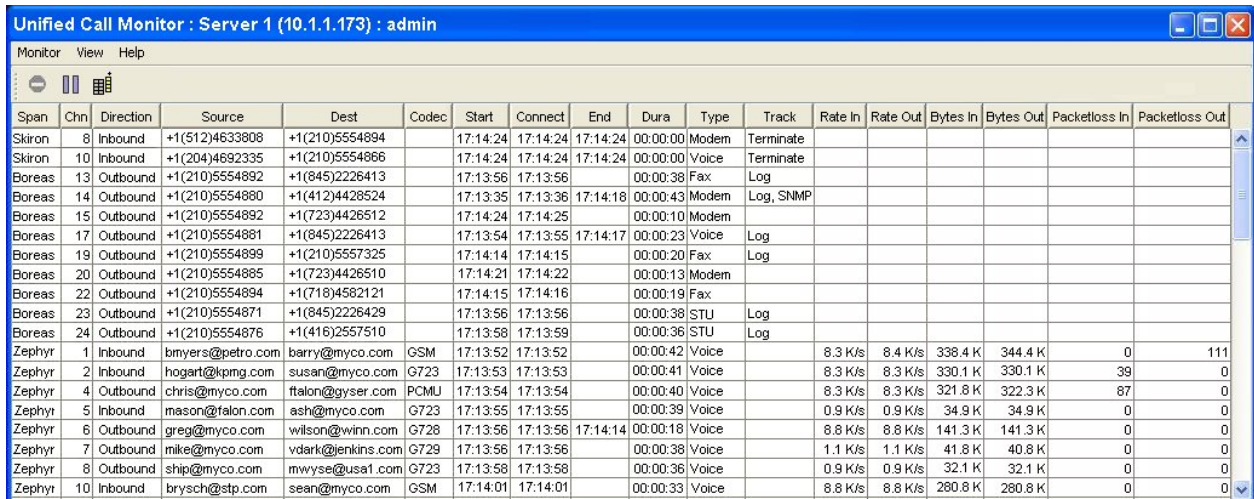 Unified Call Monitor : Server 1 (10.1.1.173) : admin
Monitor View Help
Span Chn Direction Source Dest Codec Start Connect End Dura Type Track Rate In Rate Out Bytes In Bytes Out Packetloss In Packetloss Out
Skiron 8 Inbound +1(512)4633808 +1(210)5554894 17:14:24 17:14:24 17:14:24 00:00:00 Modem Terminate
Skiron 10 Inbound +1(204)4692335 +1(210)5554866 17:14:24 17:14:24 17:14:24 00:00:00 Voice Terminate
Boreas 13 Outbound +1(210)5554892 +1(845)2226413 17:13:56 17:13:56 00:00:38 Fax Log
Boreas 14 Outbound +1(210)5554880 +1(412)4428524 17:13:35 17:13:36 17:14:18 00:00:43 Modem Log, SNMP
Boreas 15 Outbound +1(210)5554892 +1(723)4426512 17:14:24 17:14:25 00:00:10 Modem
Boreas 17 Outbound +1(210)5554881 +1(845)2226413 17:13:54 17:13:55 17:14:17 00:00:23 Voice Log
Boreas 19 Outbound +1(210)5554899 +1(210)5557325 17:14:14 17:14:15 00:00:20 Fax Log
Boreas 20 Outbound +1(210)5554885 +1(723)4426510 17:14:21 17:14:22 00:00:13 Modem
Boreas 22 Outbound +1(210)5554894 +1(718)4582121 17:14:15 17:14:16 00:00:19 Fax
Boreas 23 Outbound +1(210)5554871 +1(845)2226429 17:13:56 17:13:56 00:00:38 STU Log
Boreas 24 Outbound +1(210)5554876 +1(416)2557510 17:13:58 17:13:59 00:00:36 STU Log
Zephyr 1 Inbound bmyers@petro.com barry@myco.com GSM 17:13:52 17:13:52 00:00:42 Voice 8.3 K/s 8.4 K/s 338.4 K 344.4 K 0 111
Zephyr 2 Inbound hogart@kpmg.com susan@myco.com G723 17:13:53 17:13:53 00:00:41 Voice 8.3 K/s 8.3 K/s 330.1 K 330.1 K 39 0
Zephyr 4 Outbound chris@myco.com ftalon@gyser.com PCMU 17:13:54 17:13:54 00:00:40 Voice 8.3 K/s 8.3 K/s 321.8 K 322.3 K 87 0
Zephyr 5 Inbound mason@falon.com ash@myco.com G723 17:13:55 17:13:55 00:00:39 Voice 0.9 K/s 0.9 K/s 34.9 K 34.9 K 0 0
Zephyr 6 Outbound greg@myco.com wilson@winn.com G728 17:13:56 17:13:56 17:14:14 00:00:18 Voice 8.8 K/s 8.8 K/s 141.3 K 141.3 K 0 0
Zephyr 7 Outbound mike@myco.com vdark@jenkins.com G729 17:13:56 17:13:56 00:00:38 Voice 1.1 K/s 1.1 K/s 41.8 K 40.8 K 0 0
Zephyr 8 Outbound ship@myco.com mwyse@usa1.com G723 17:13:58 17:13:58 00:00:36 Voice 0.9 K/s 0.9 K/s 32.1 K 32.1 K 0 0
Zephyr 10 Inbound brysch@stp.com sean@myco.com GSM 17:14:01 17:14:01 00:00:33 Voice 8.8 K/s 8.8 K/s 280.8 K 280.8 K 0 0